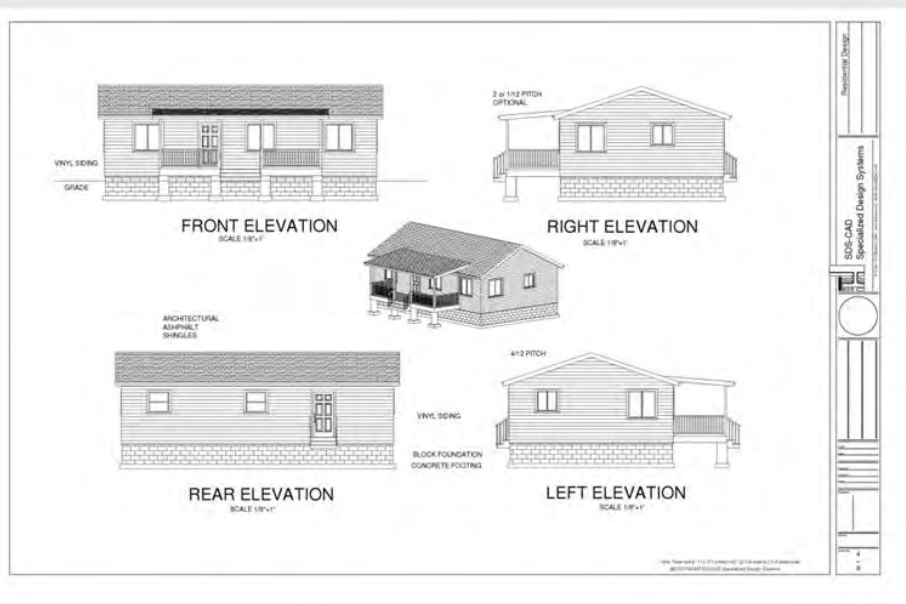 2 or 1/12 PITCH
OPTIONAL
VINYL SIDING
GRADE
FRONT ELEVATION
SCALE 1/8"=1'
RIGHT ELEVATION
SCALE 1/8"=1'
ARCHITECTURAL
ASHPHALT
SHINGLES
4/12 PITCH
VINYL SIDING
BLOCK FOUNDATION
CONCRETE FOOTING
REAR ELEVATION
SCALE 1/8"=1'
LEFT ELEVATION
SCALE 1/8"=1'
Residential Design
SDS-CAD
Specialized Design Systems
4